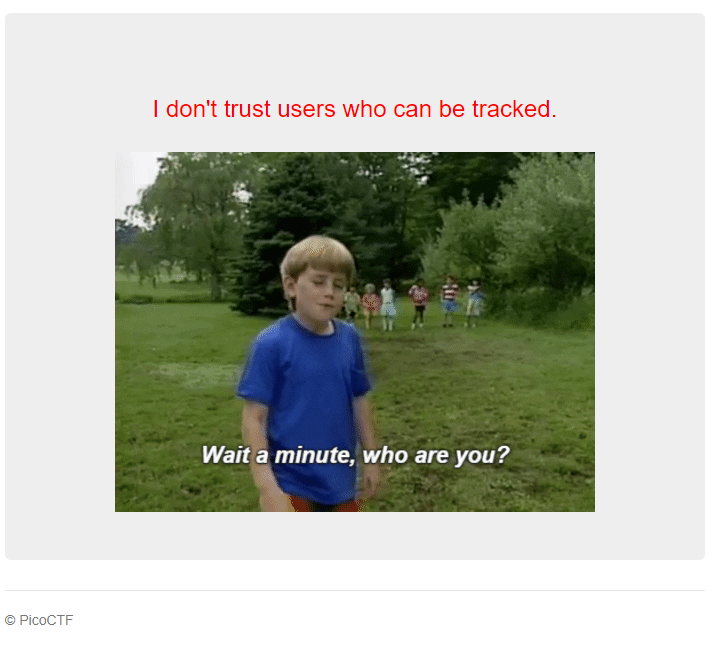 I don't trust users who can be tracked.
Wait a minute, who are you?
© PicoCTF